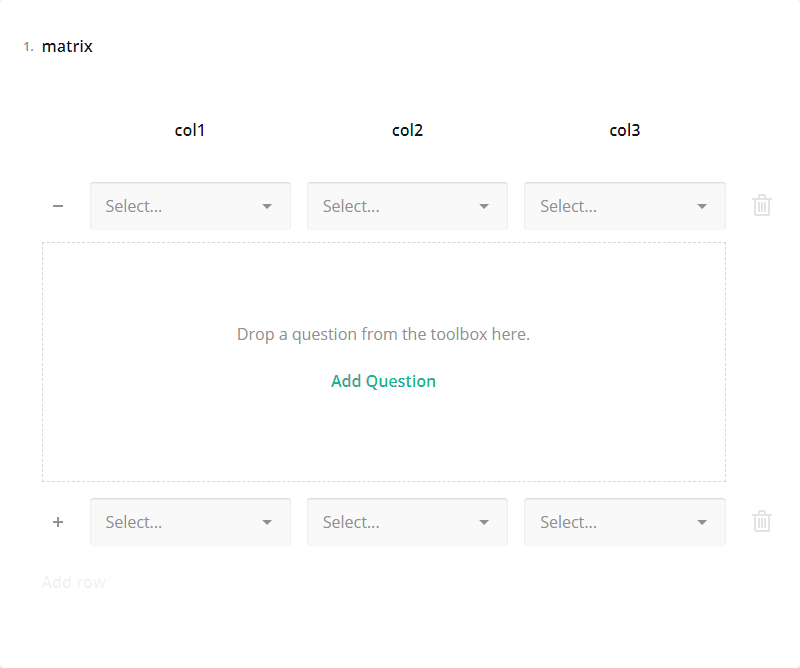 1. matrix
col1 col2 col3
− Select... Select... Select...
Drop a question from the toolbox here.
Add Question
+ Select... Select... Select...
Add row